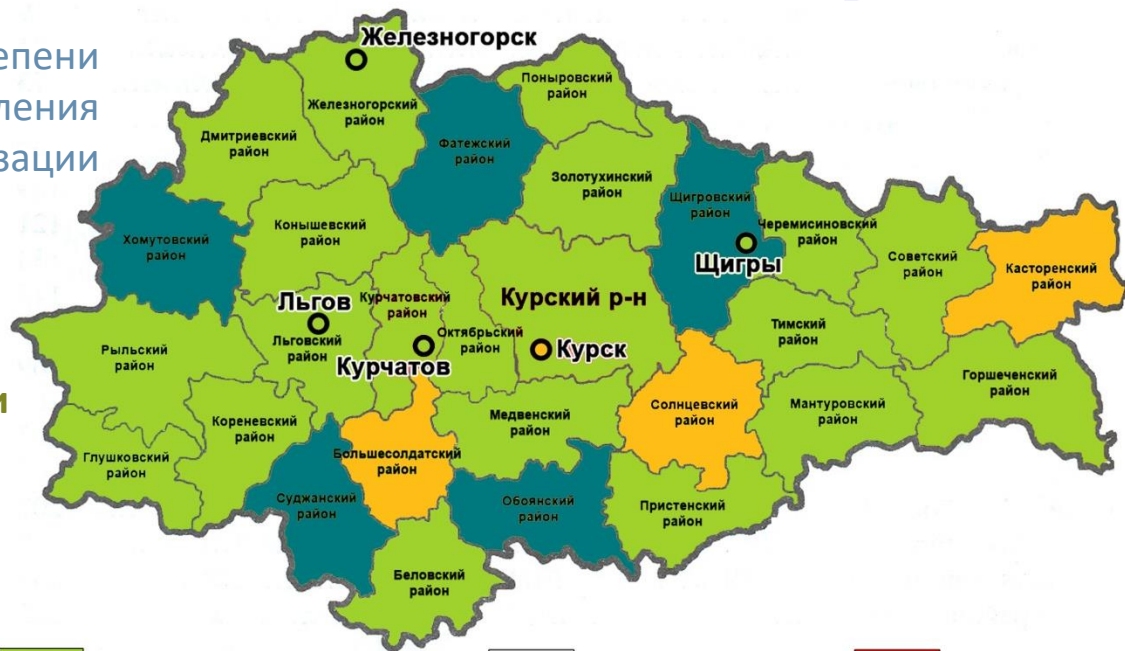 епени
ления
зации
и
Железногорск
Железногорский
район
Поныровский
район
Дмитриевский
район
Фатежский
район
Золотухинский
район
Щигровский
район
Черемисиновский
район
Хомутовский
район
Конышевский
район
Щигры
Советский
район
Касторенский
район
Льгов
Льговский
район
Курчатовский
район
Курчатов
Октябрьский
район
Курский р-н
Курск
Тимский
район
Рыльский
район
Горшеченский
район
Кореневский
район
Медвенский
район
Солнцевский
район
Мантуровский
район
Глушковский
район
Большесолдатский
район
Суджанский
район
Обоянский
район
Пристенский
район
Беловский
район